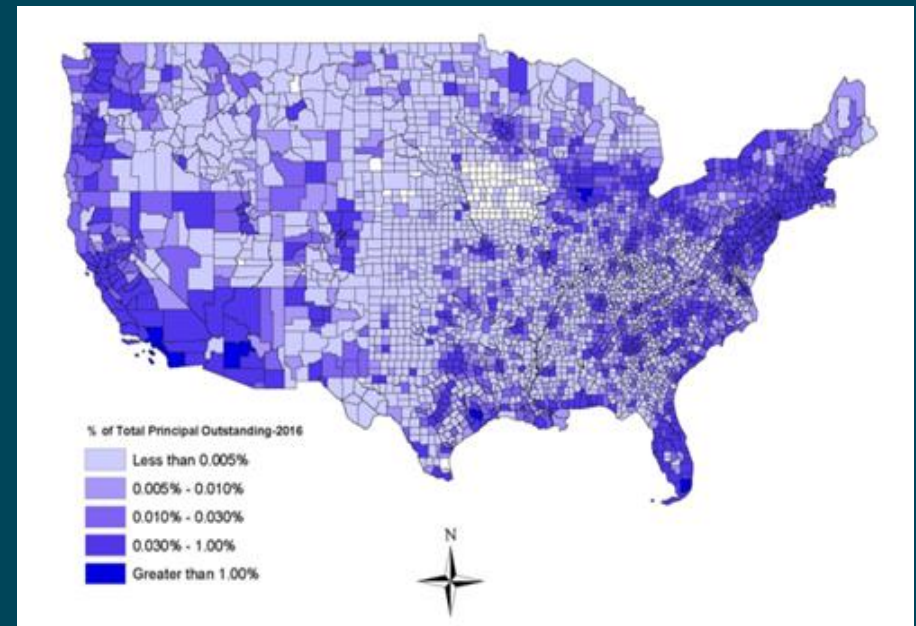 % of Total Principal Outstanding-2016
Less than 0.005%
0.005% - 0.010%
0.010% - 0.030%
0.030% - 1.00%
Greater than 1.00%
N